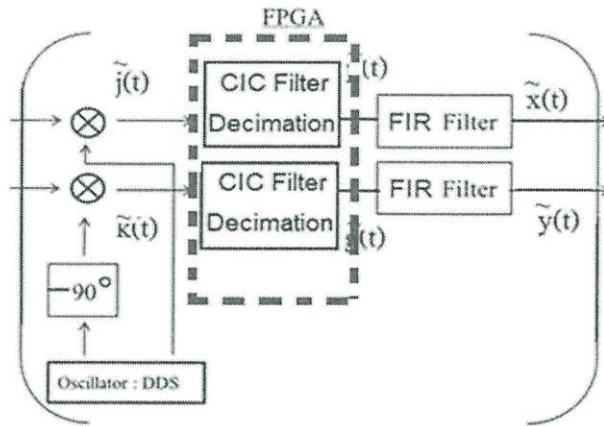 FPGA
j̃(t)
CIC Filter
Decimation
(t)
FIR Filter
x̃(t)
k̃(t)
CIC Filter
Decimation
(t)
FIR Filter
ỹ(t)
−90°
Oscillator : DDS